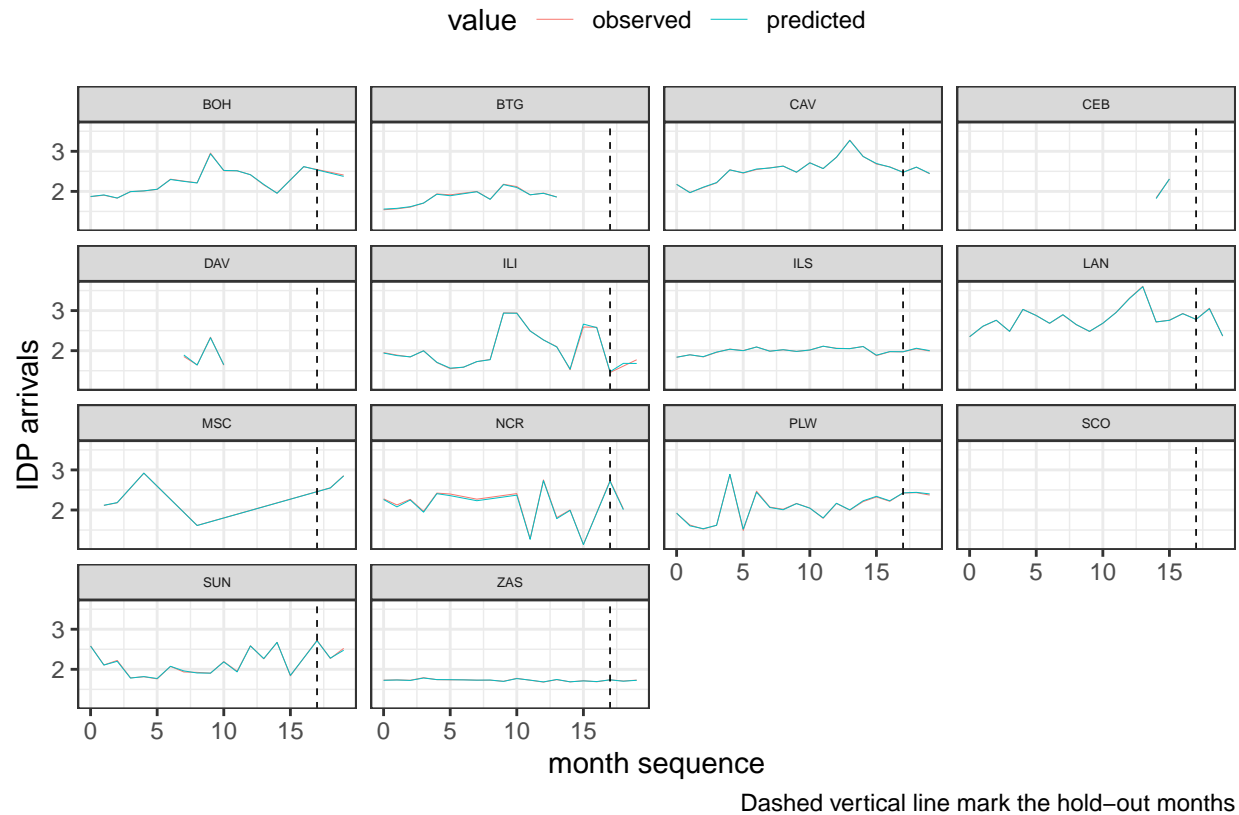 value observed predicted
BOH BTG CAV CEB
3
2
DAV ILI ILS LAN
3
2
IDP arrivals
MSC NCR PLW SCO
3
2
0 5 10 15 0 5 10 15
SUN ZAS
3
2
0 5 10 15 0 5 10 15
month sequence
Dashed vertical line mark the hold−out months